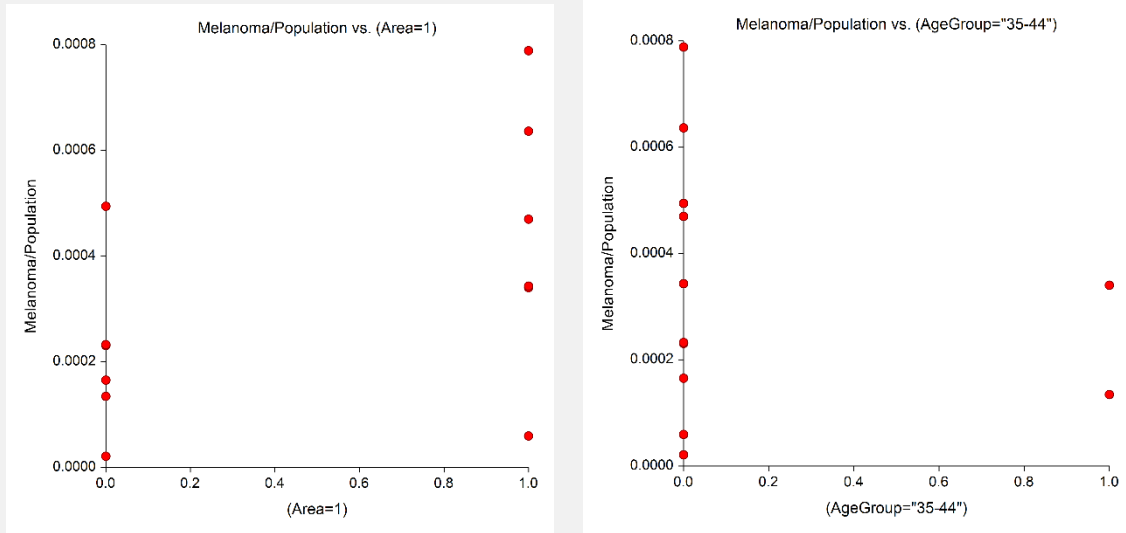 Melanoma/Population vs. (Area=1)
0.0008
0.0006
0.0004
0.0002
0.0000
Melanoma/Population
0.0 0.2 0.4 0.6 0.8 1.0
(Area=1)
Melanoma/Population vs. (AgeGroup="35-44")
0.0008
0.0006
0.0004
0.0002
0.0000
Melanoma/Population
0.0 0.2 0.4 0.6 0.8 1.0
(AgeGroup="35-44")